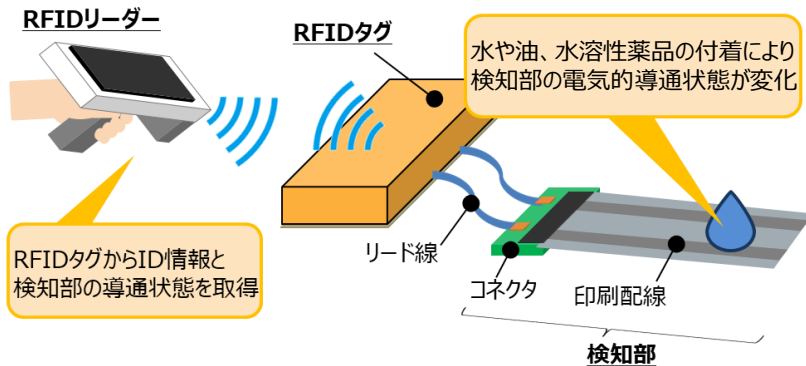 RFIDリーダー
RFIDタグ
水や油、水溶性薬品の付着により
検知部の電気的導通状態が変化
RFIDタグからID情報と
検知部の導通状態を取得
リード線
コネクタ
印刷配線
検知部